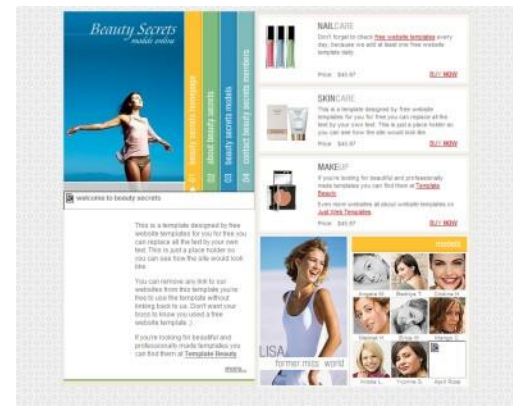 Beauty Secrets
models online
01 beauty secrets homepage
02 about beauty secrets
03 beauty secrets models
04 contact beauty secrets members
welcome to beauty secrets
This is a template designed by free
website templates for you for free you
can replace all the text by your own
text. This is just a place holder so
you can see how the site would look
like.
You can remove any link to our
websites from this template you're
free to use the template without
linking back to us. Don't want your
boss to know you used a free
website template ;)
If you're looking for beautiful and
professionally made templates you
can find them at Template Beauty.
NAILCARE
Don't forget to check free website templates every
day, because we add at least one free website
template daily
Price $45.97 BUY NOW
SKINCARE
This is a template designed by free website
templates for you for free you can replace all the
text by your own text. This is just a place holder so
you can see how the site would look like
Price $45.97 BUY NOW
MAKEUP
If you're looking for beautiful and professionally
made templates you can find them at Template
Beauty.
Even more websites all about website templates on
Just Web Templates.
Price $45.97 BUY NOW
LISA
former miss world
models
Angela M. T. Cristine H.
H. Erina M. G.
K. Yvonne S. April Rose